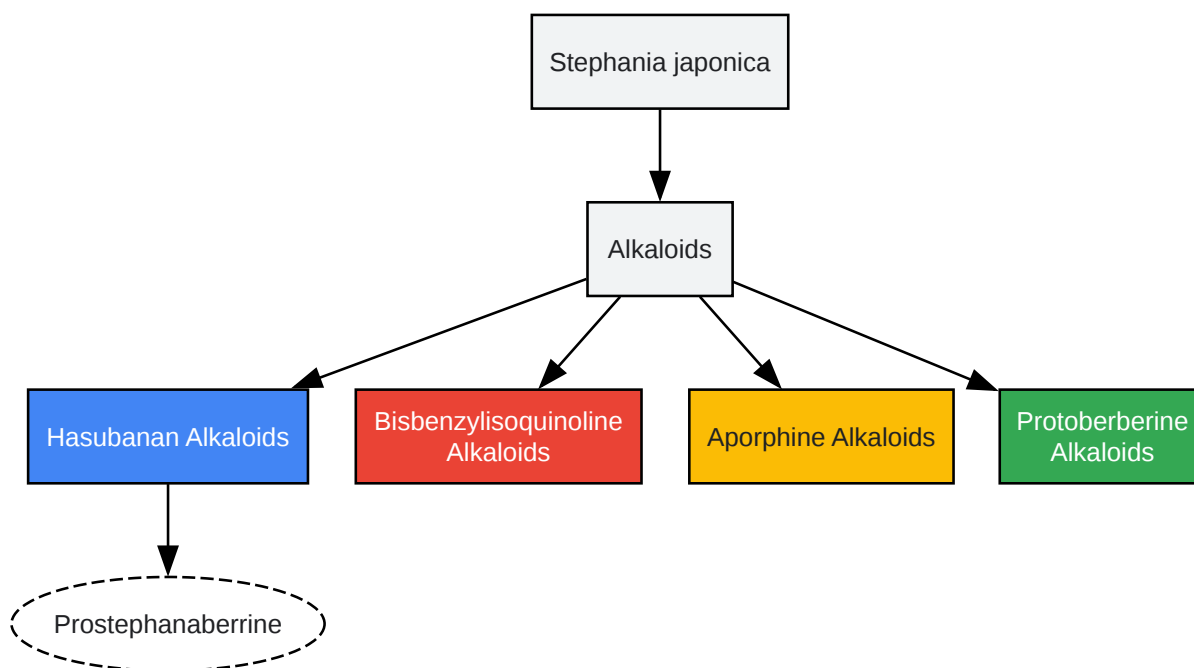 Stephania japonica
Alkaloids
Hasubanan Alkaloids
Bisbenzylisoquinoline
Alkaloids
Aporphine Alkaloids
Protoberberine
Alkaloids
Prostephanaberrine